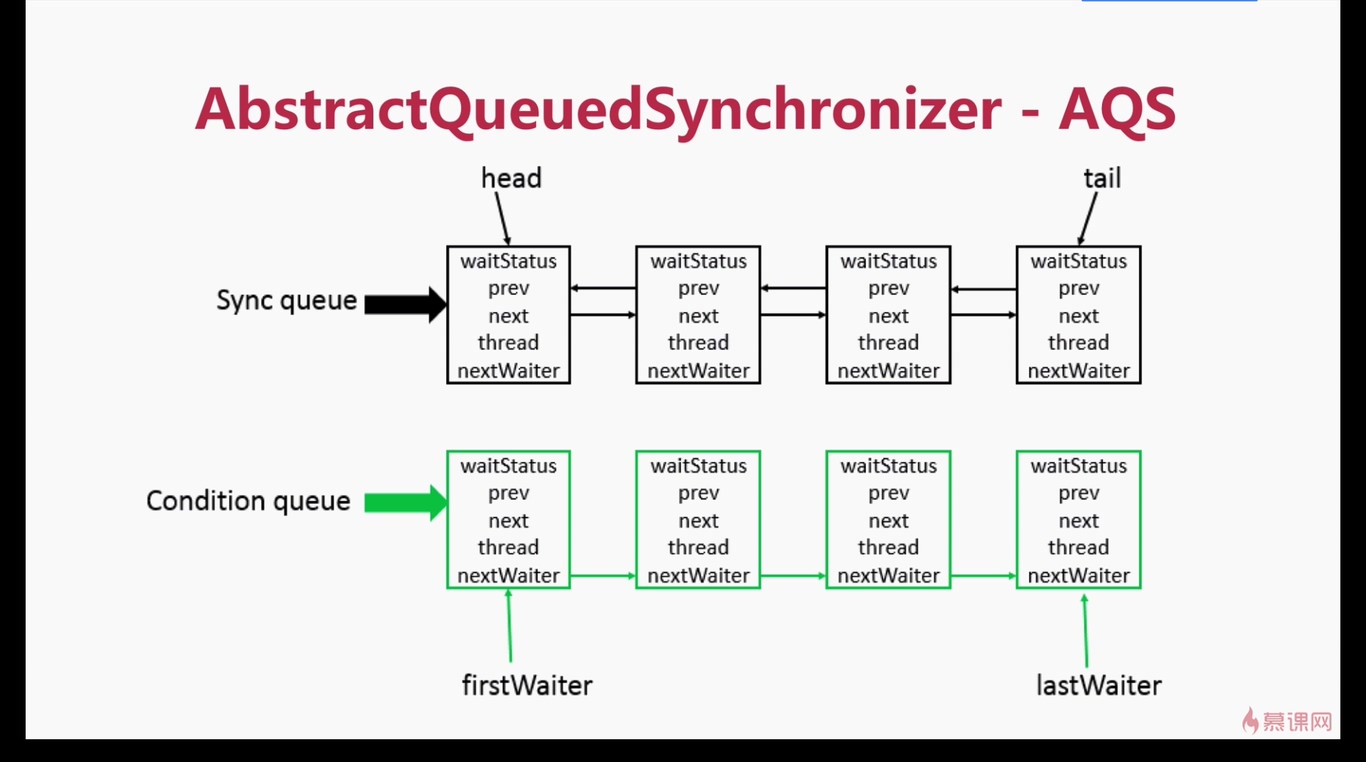 AbstractQueuedSynchronizer - AQS
head
tail
Sync queue
waitStatus
prev
next
thread
nextWaiter
waitStatus
prev
next
thread
nextWaiter
waitStatus
prev
next
thread
nextWaiter
waitStatus
prev
next
thread
nextWaiter
Condition queue
waitStatus
prev
next
thread
nextWaiter
waitStatus
prev
next
thread
nextWaiter
waitStatus
prev
next
thread
nextWaiter
waitStatus
prev
next
thread
nextWaiter
firstWaiter
lastWaiter
慕课网